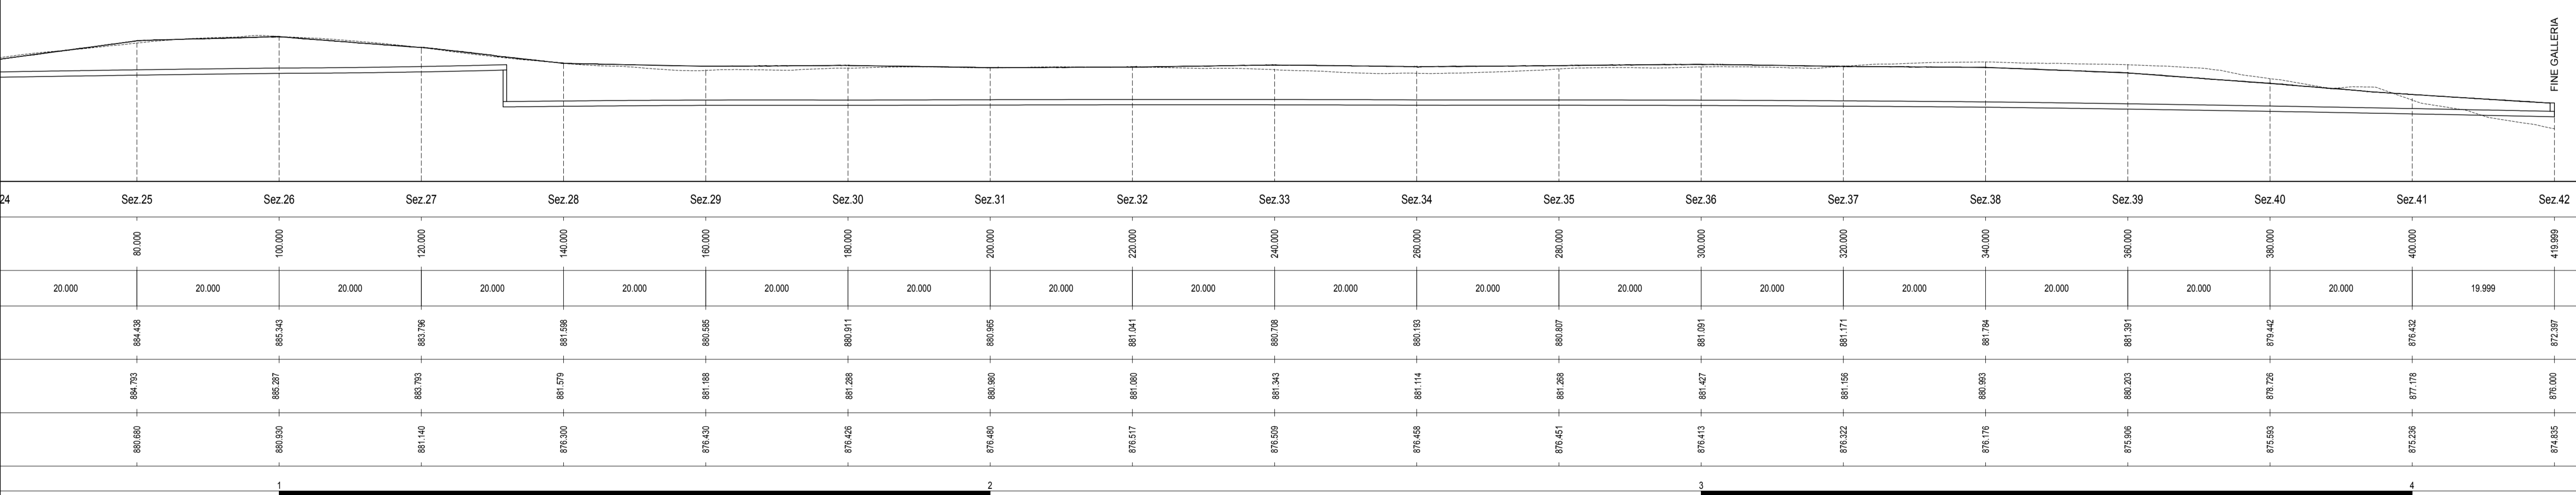 FINE GALLERIA
24 Sez.25 Sez.26 Sez.27 Sez.28 Sez.29 Sez.30 Sez.31 Sez.32 Sez.33 Sez.34 Sez.35 Sez.36 Sez.37 Sez.38 Sez.39 Sez.40 Sez.41 Sez.42
80.000 100.000 120.000 140.000 160.000 180.000 200.000 220.000 240.000 260.000 280.000 300.000 320.000 340.000 360.000 380.000 400.000 419.999
20.000 20.000 20.000 20.000 20.000 20.000 20.000 20.000 20.000 20.000 20.000 20.000 20.000 20.000 20.000 20.000 20.000 19.999
884.438 885.343 883.796 881.598 880.585 880.911 880.965 881.041 880.708 880.193 880.807 881.091 881.171 881.784 881.391 879.442 876.432 872.397
884.793 885.287 883.793 881.579 881.188 881.288 880.980 881.080 881.343 881.114 881.268 881.427 881.156 880.993 880.203 878.726 877.178 876.000
880.680 880.930 881.140 876.300 876.430 876.426 876.480 876.517 876.509 876.458 876.451 876.413 876.322 876.176 875.906 875.593 875.236 874.835
1 2 3 4